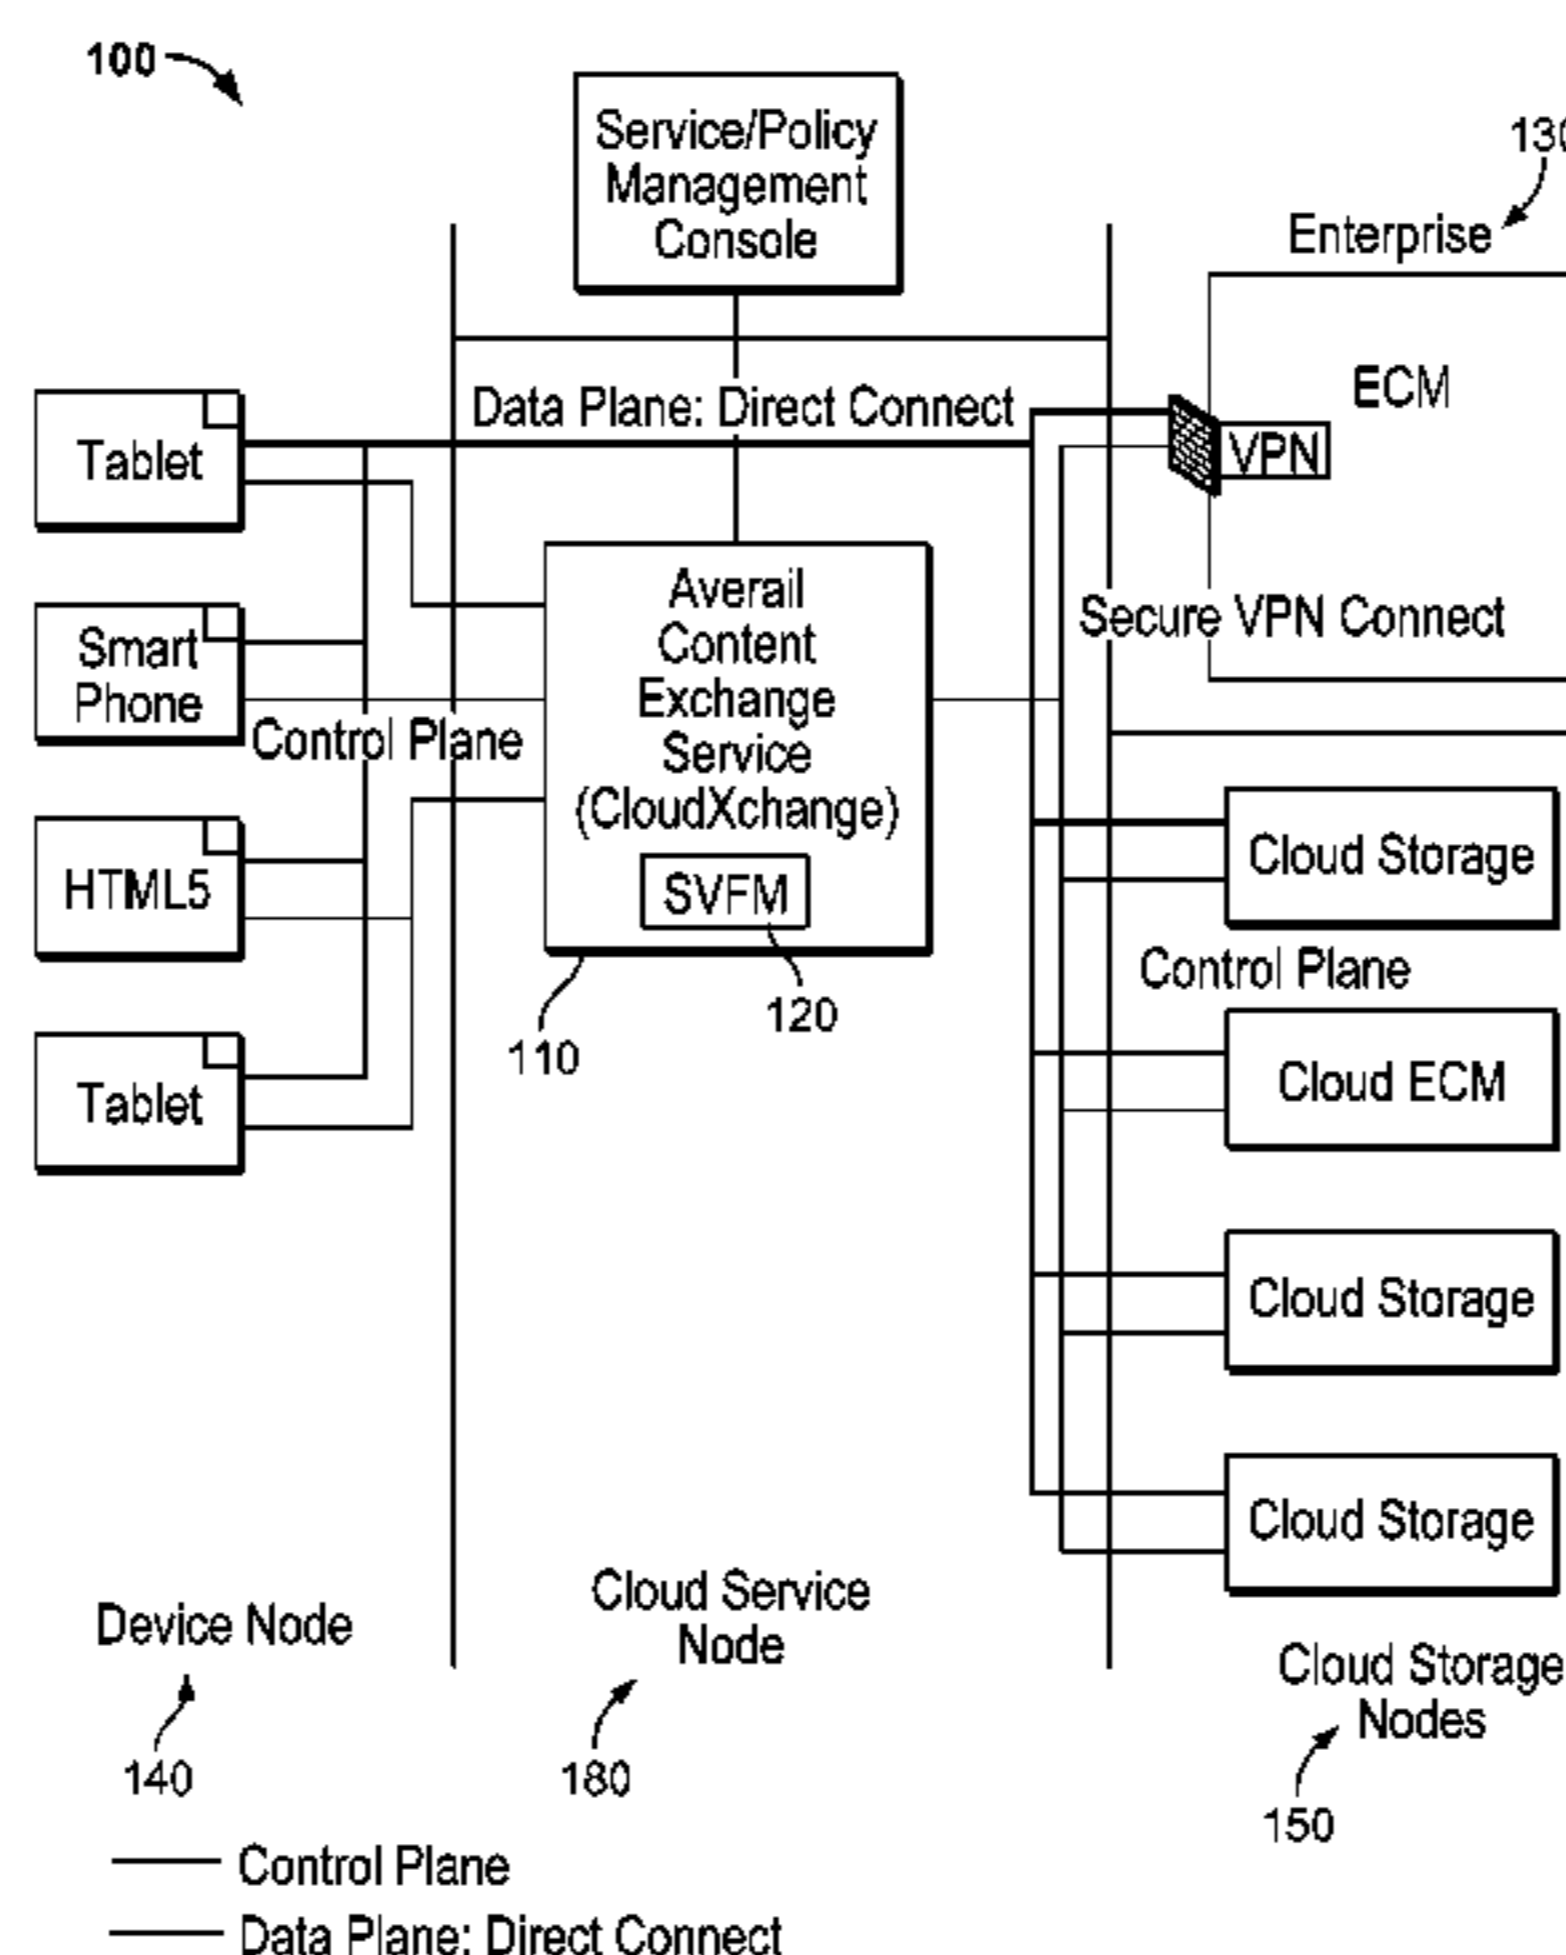 100
Service/Policy
Management
Console
130
Enterprise
ECM
Data Plane: Direct Connect
VPN
Tablet
Averail
Content
Exchange
Service
(CloudXchange)
SVFM
Secure VPN Connect
Smart
Phone
Control Plane
HTML5
Cloud Storage
Control Plane
120
110
Tablet
Cloud ECM
Cloud Storage
Cloud Storage
Device Node
Cloud Service
Node
Cloud Storage
Nodes
140
180
150
Control Plane
Data Plane: Direct Connect